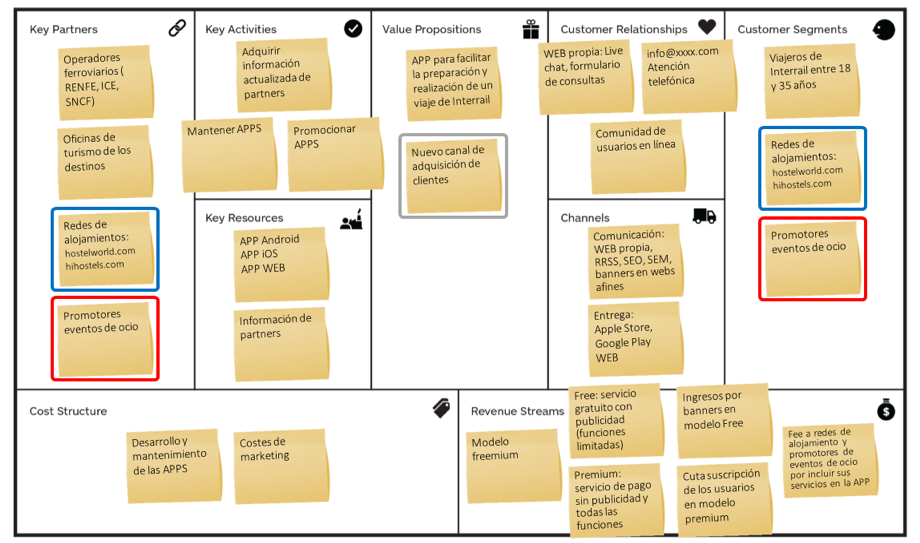 Key Partners
Operadores
ferroviarios (
RENFE, ICE,
SNCF)
Oficinas de
turismo de los
destinos
Redes de
alojamientos:
hostelworld.com
hihostels.com
Promotores
eventos de ocio
Key Activities
Adquirir
información
actualizada de
partners
Mantener APPS
Promocionar
APPS
Key Resources
APP Android
APP iOS
APP WEB
Información de
partners
Value Propositions
APP para facilitar
la preparación y
realización de un
viaje de Interrail
Nuevo canal de
adquisición de
clientes
Customer Relationships
WEB propia: Live
chat, formulario
de consultas
info@xxxx.com
Atención
telefónica
Comunidad de
usuarios en línea
Channels
Comunicación:
WEB propia,
RRSS, SEO, SEM,
banners en webs
afines
Entrega:
Apple Store,
Google Play
WEB
Customer Segments
Viajeros de
Interrail entre 18
y 35 años
Redes de
alojamientos:
hostelworld.com
hihostels.com
Promotores
eventos de ocio
Cost Structure
Desarrollo y
mantenimiento
de las APPS
Costes de
marketing
Revenue Streams
Modelo
freemium
Free: servicio
gratuito con
publicidad
(funciones
limitadas)
Premium:
servicio de pago
sin publicidad y
todas las
funciones
Ingresos por
banners en
modelo Free
Cuta suscripción
de los usuarios
en modelo
premium
Fee a redes de
alojamiento y
promotores de
eventos de ocio
por incluir sus
servicios en la APP